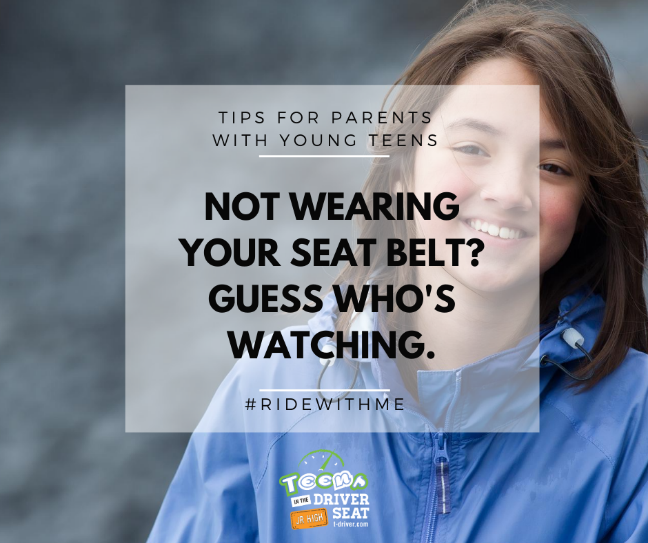 TIPS FOR PARENTS
WITH YOUNG TEENS
NOT WEARING
YOUR SEAT BELT?
GUESS WHO'S
WATCHING.
#RIDEWITHME
TEENS
IN THE DRIVER
JR HIGH SEAT
t-driver.com